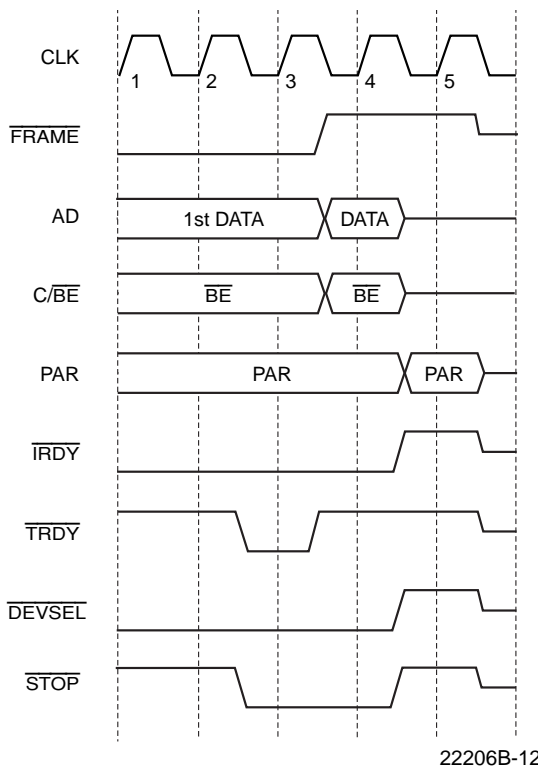 CLK
1 2 3 4 5
FRAME
AD 1st DATA DATA
C/BE BE BE
PAR PAR PAR
IRDY
TRDY
DEVSEL
STOP
22206B-12